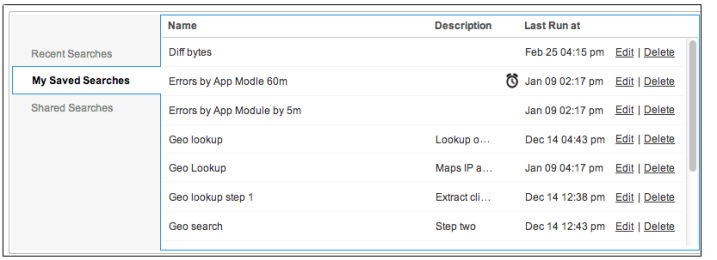 Name Description Last Run at
Recent Searches
My Saved Searches
Shared Searches
Diff bytes Feb 25 04:15 pm Edit | Delete
Errors by App Modle 60m Jan 09 02:17 pm Edit | Delete
Errors by App Module by 5m Jan 09 02:17 pm Edit | Delete
Geo lookup Lookup o... Dec 14 04:43 pm Edit | Delete
Geo Lookup Maps IP a... Jan 09 04:17 pm Edit | Delete
Geo lookup step 1 Extract cli... Dec 14 12:38 pm Edit | Delete
Geo search Step two Dec 14 12:43 pm Edit | Delete